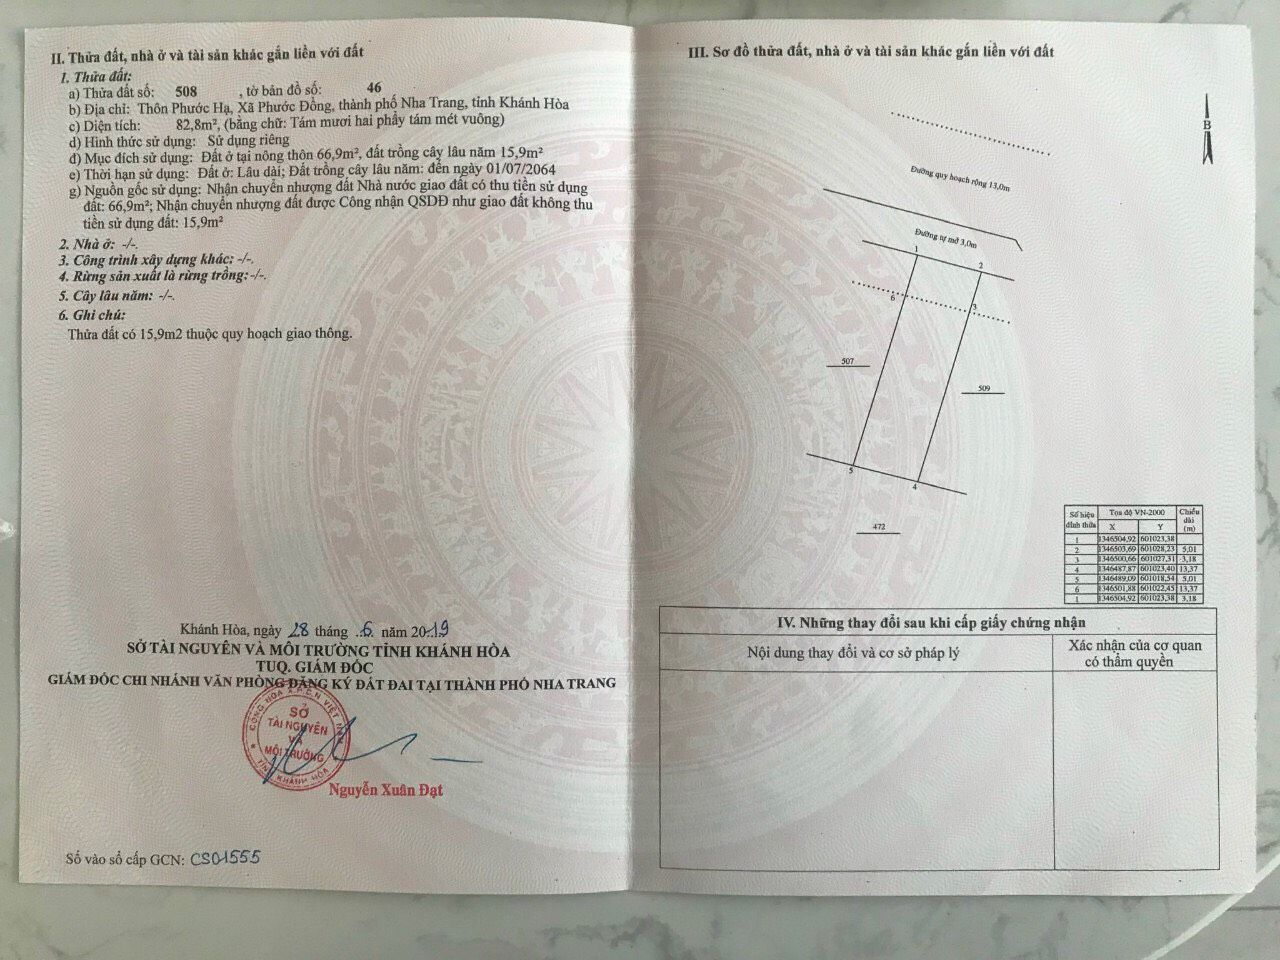 II. Thửa đất, nhà ở và tài sản khác gắn liền với đất
1. Thửa đất:
a) Thửa đất số: 508 , tờ bản đồ số: 46
b) Địa chỉ: Thôn Phước Hạ, Xã Phước Đồng, thành phố Nha Trang, tỉnh Khánh Hòa
c) Diện tích: 82,8m², (bằng chữ: Tám mươi hai phẩy tám mét vuông)
d) Hình thức sử dụng: Sử dụng riêng
đ) Mục đích sử dụng: Đất ở tại nông thôn 66,9m², đất trồng cây lâu năm 15,9m²
e) Thời hạn sử dụng: Đất ở: Lâu dài; Đất trồng cây lâu năm: đến ngày 01/07/2064
g) Nguồn gốc sử dụng: Nhận chuyển nhượng đất Nhà nước giao đất có thu tiền sử dụng
đất: 66,9m²; Nhận chuyển nhượng đất được Công nhận QSDĐ như giao đất không thu
tiền sử dụng đất: 15,9m²
2. Nhà ở: -/-.
3. Công trình xây dựng khác: -/-.
4. Rừng sản xuất là rừng trồng: -/-.
5. Cây lâu năm: -/-.
6. Ghi chú:
Thửa đất có 15,9m2 thuộc quy hoạch giao thông.
Khánh Hòa, ngày 28 tháng .6. năm 2019
SỞ TÀI NGUYÊN VÀ MÔI TRƯỜNG TỈNH KHÁNH HÒA
TUQ. GIÁM ĐỐC
GIÁM ĐỐC CHI NHÁNH VĂN PHÒNG ĐĂNG KÝ ĐẤT ĐAI TẠI THÀNH PHỐ NHA TRANG
CỘNG HÒA X.H.C.N VIỆT NAM
SỞ
TÀI NGUYÊN
VÀ
MÔI TRƯỜNG
TỈNH KHÁNH HÒA
Nguyễn Xuân Đạt
Số vào sổ cấp GCN: CS01555
III. Sơ đồ thửa đất, nhà ở và tài sản khác gắn liền với đất
B
Đường quy hoạch rộng 13,0m
Đường tự mở 3,0m
1
2
6
3
507
509
5
4
472
Số hiệu đỉnh thửa Tọa độ VN-2000 Chiều dài (m)
X Y
1 1346504,92 601023,38
2 1346503,69 601028,23 5,01
3 1346500,66 601027,31 3,18
4 1346487,87 601023,40 13,37
5 1346489,09 601018,54 5,01
6 1346501,88 601022,45 13,37
1 1346504,92 601023,38 3,18
IV. Những thay đổi sau khi cấp giấy chứng nhận
Nội dung thay đổi và cơ sở pháp lý
Xác nhận của cơ quan
có thẩm quyền